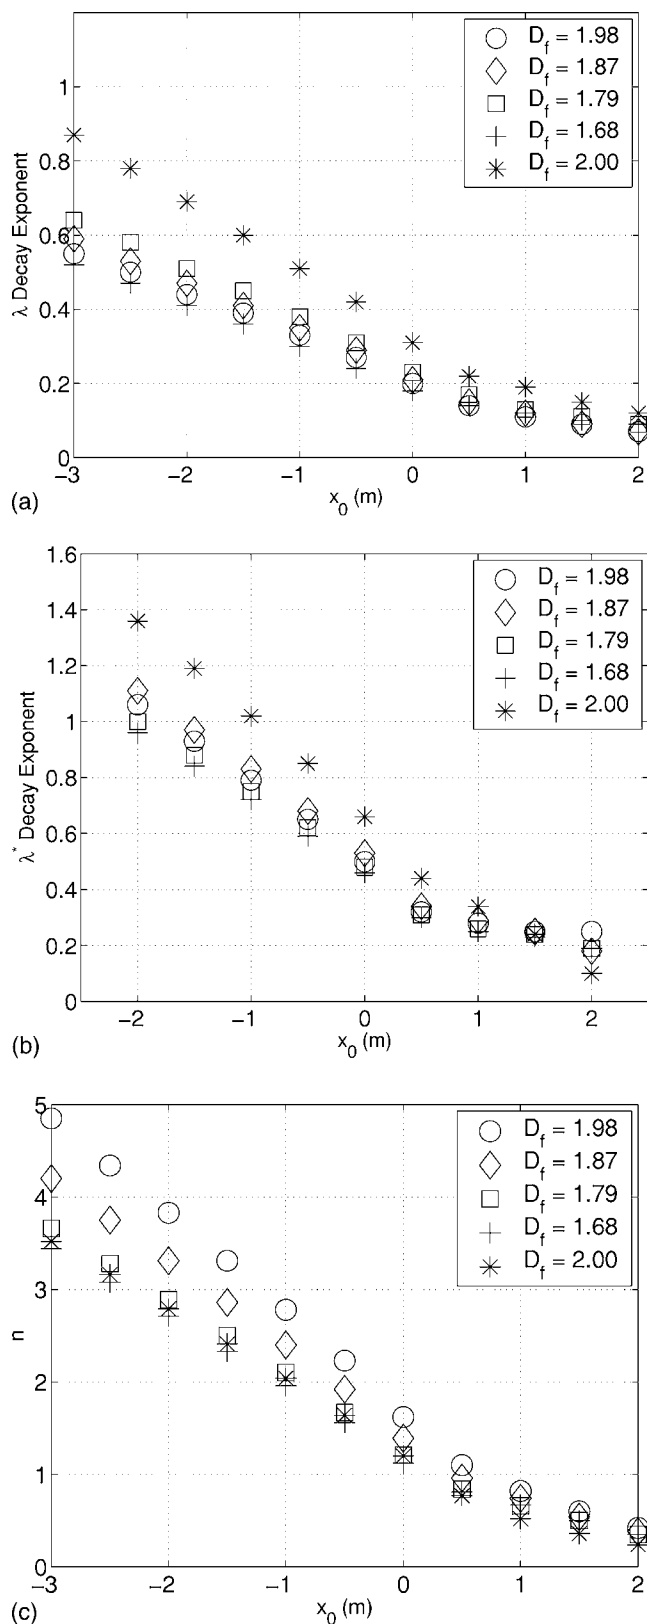 D_f = 1.98
D_f = 1.87
D_f = 1.79
D_f = 1.68
D_f = 2.00
λ Decay Exponent
1
0.8
0.6
0.4
0.2
0
−3 −2 −1 0 1 2
x_0 (m)
(a)
D_f = 1.98
D_f = 1.87
D_f = 1.79
D_f = 1.68
D_f = 2.00
λ* Decay Exponent
1.6
1.4
1.2
1
0.8
0.6
0.4
0.2
0
−2 −1 0 1 2
x_0 (m)
(b)
D_f = 1.98
D_f = 1.87
D_f = 1.79
D_f = 1.68
D_f = 2.00
n
5
4
3
2
1
0
−3 −2 −1 0 1 2
x_0 (m)
(c)